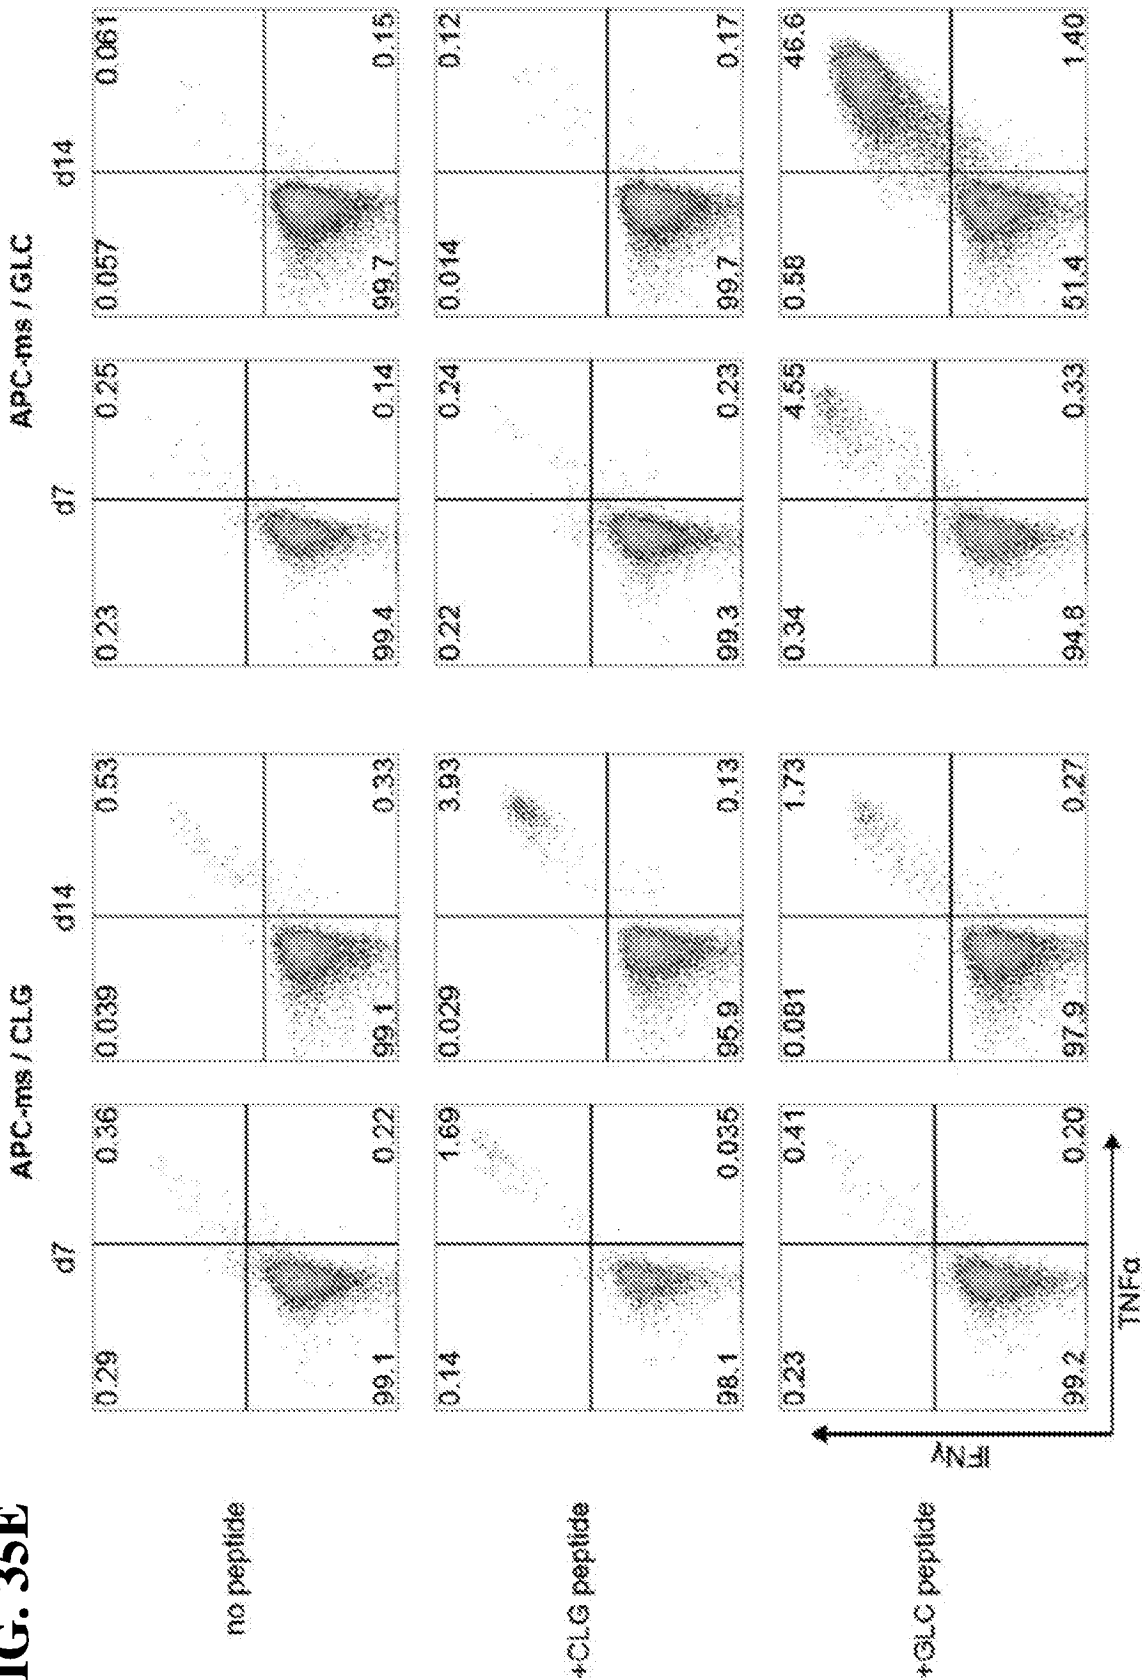 IG. 35E
APC-ms / CLG APC-ms / GLC
d7 d14 d7 d14
0.29 0.36 0.039 0.53 0.23 0.25 0.057 0.061
no peptide
99.1 0.22 99.1 0.33 99.4 0.14 99.7 0.15
0.14 1.69 0.029 3.93 0.22 0.24 0.014 0.12
+CLG peptide
98.1 0.035 95.9 0.13 99.3 0.23 99.7 0.17
0.23 0.41 0.081 1.73 0.34 4.55 0.58 46.6
+GLC peptide
IFNγ
99.2 0.20 97.9 0.27 94.8 0.33 51.4 1.40
TNFα